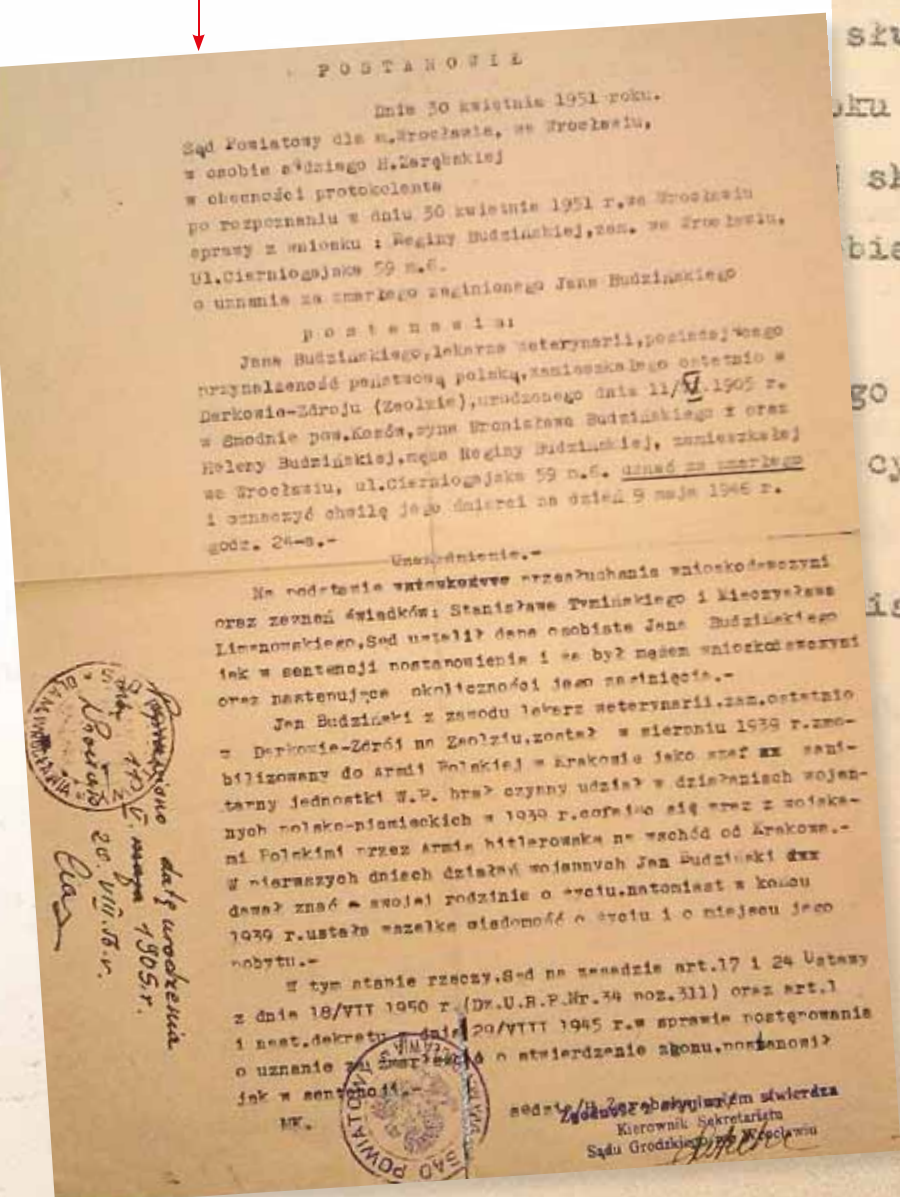 P O S T A N O W I Ł
Dnia 30 kwietnia 1951 roku.
Sąd Powiatowy dla m.Wrocławia, we Wrocławiu,
w osobie sędziego H.Zarębskiej
w obecności protokolanta
po rozpoznaniu w dniu 30 kwietnia 1951 r.we Wrocławiu
sprawy z wniosku : Reginy Budzińskiej,zam. we Wrocławiu,
Ul.Cierniogajska 59 m.6.
o uznanie za zmarłego zaginionego Jana Budzińskiego
p o s t a n a w i a:
Jana Budzińskiego,lekarza weterynarii,posiadającego
przynależność państwową polską,zamieszkałego ostatnio w
Darkowie-Zdroju (Zaolzie),urodzonego dnia 11/V.1905 r.
w Smodnie pow.Kosów,syna Bronisława Budzińskiego i oraz
Heleny Budzińskiej,męża Reginy Budzińskiej, zamieszkałej
we Wrocławiu, ul.Cierniogajska 59 m.6. uznać za zmarłego
i oznaczyć chwilę jego śmierci na dzień 9 maja 1946 r.
godz. 24-a.-
Uzasadnienie.-
Na podstawie przesłuchania wnioskodawczyni
oraz zeznań świadków: Stanisława Tymińskiego i Mieczysława
Limanowskiego,Sąd ustalił dane osobiste Jana Budzińskiego
jak w sentencji postanowienia i że był mężem wnioskodawczyni
oraz następujące okoliczności jego zaginięcia.-
Jan Budziński z zawodu lekarz weterynarii.zam.ostatnio
w Darkowie-Zdrój na Zaolziu,został w sierpniu 1939 r.zmo-
bilizowany do Armii Polskiej w Krakowie jako szef xx sani-
tarny jednostki W.P. brał czynny udział w działaniach wojen-
nych polsko-niemieckich w 1939 r.cofając się wraz z wojska-
mi Polskimi przez Armię hitlerowską na wschód od Krakowa.-
W pierwszych dniach działań wojennych Jan Budziński dxx
dawał znać swojej rodzinie o życiu,natomiast w końcu
1939 r.ustała wszelka wiadomość o życiu i o miejscu jego
pobytu.-
W tym stanie rzeczy,Sąd na zasadzie art.17 i 24 Ustawy
z dnia 18/VII 1950 r.(Dz.U.R.P.Nr.34 poz.311) oraz art.1
i nast.dekretu z dnia 29/VIII 1945 r.w sprawie postępowania
o uznanie za zmarłego o stwierdzenie zgonu,postanowił
jak w sentencji.-
MK.
sędzia/H.Zarębska
Zgodność z oryginałem stwierdza
Kierownik Sekretariatu
Sądu Grodzkiego we Wrocławiu
SĄD POWIATOWY
datę urodzenia
11 V. maja 1905.r.
20.VIII.56.r.
słu
oku
sł
bie
go
cy